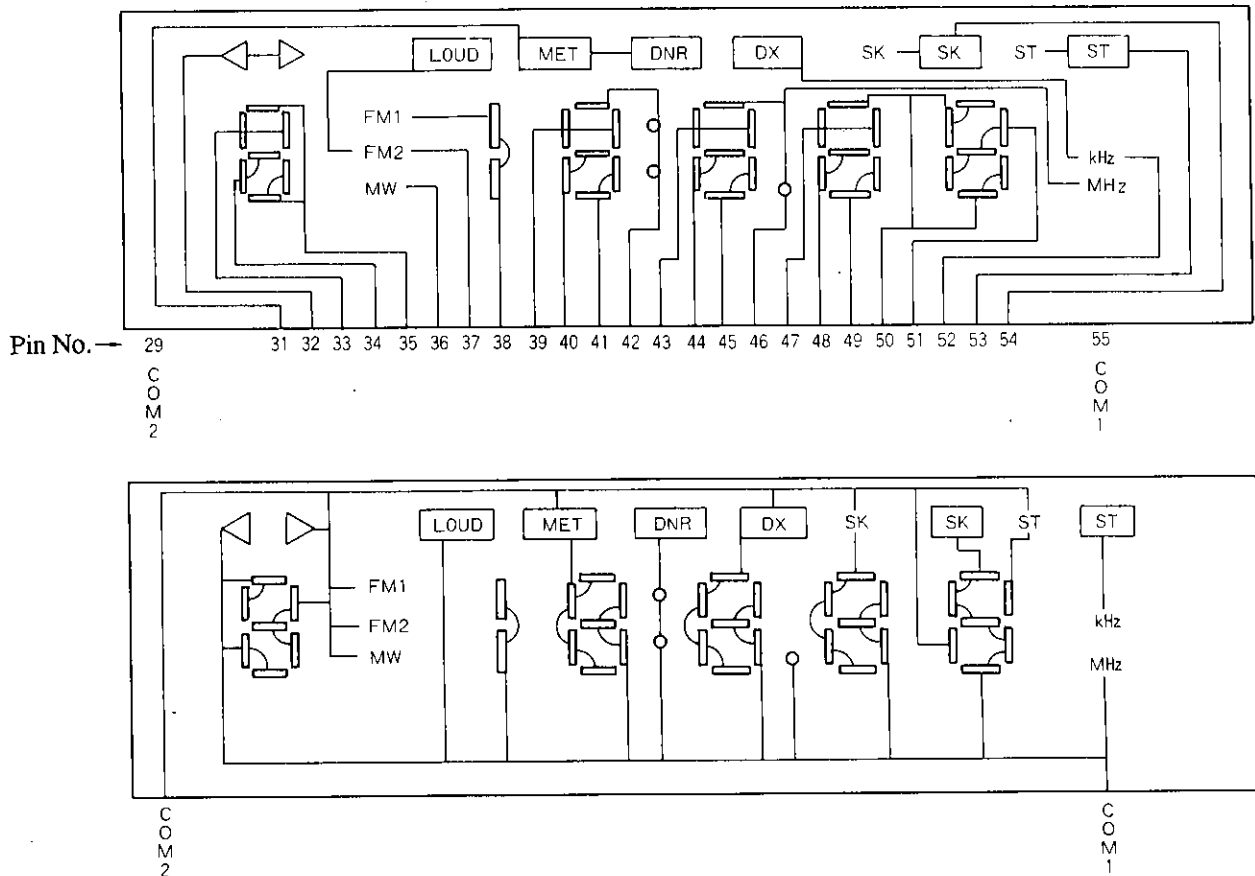 LOUD MET DNR DX SK SK ST ST
FM1
FM2 kHz
MW MHz
Pin No. → 29 31 32 33 34 35 36 37 38 39 40 41 42 43 44 45 46 47 48 49 50 51 52 53 54 55
COM2 COM1
LOUD MET DNR DX SK SK ST ST
FM1
FM2 kHz
MW MHz
COM2 COM1